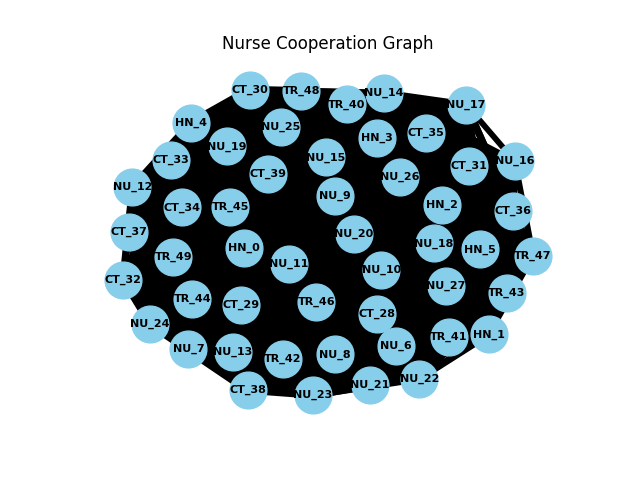 Nurse Cooperation Graph
CT_30
TR_48
NU_14
TR_40
NU_17
HN_4
NU_25
CT_35
HN_3
NU_19
NU_15
CT_33
NU_16
CT_31
CT_39
NU_26
NU_12
NU_9
HN_2
CT_34
TR_45
CT_36
CT_37
NU_20
NU_18
HN_0
HN_5
TR_49
TR_47
NU_11
NU_10
CT_32
NU_27
TR_43
TR_44
TR_46
CT_29
CT_28
NU_24
HN_1
TR_41
NU_6
NU_7
NU_13
NU_8
TR_42
NU_22
NU_21
CT_38
NU_23